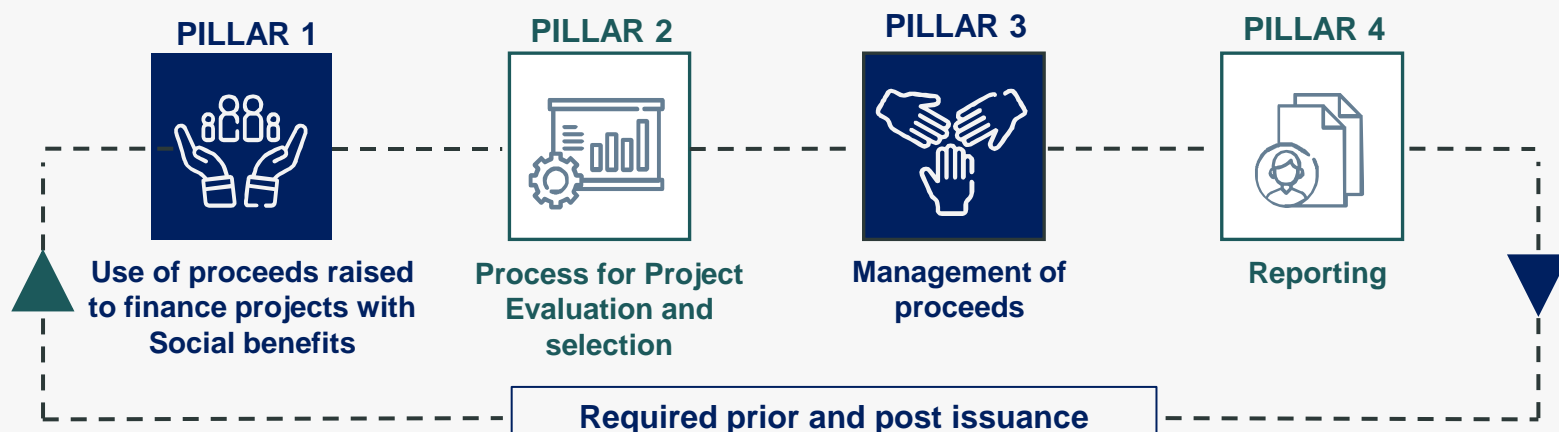 PILLAR 1
PILLAR 2
PILLAR 3
PILLAR 4
Use of proceeds raised
to finance projects with
Social benefits
Process for Project
Evaluation and
selection
Management of
proceeds
Reporting
Required prior and post issuance